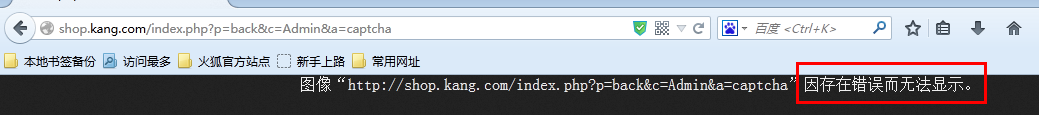 shop.kang.com/index.php?p=back&c=Admin&a=captcha
百度 <Ctrl+K>
本地书签备份 访问最多 火狐官方站点 新手上路 常用网址
图像“http://shop.kang.com/index.php?p=back&c=Admin&a=captcha”因存在错误而无法显示。